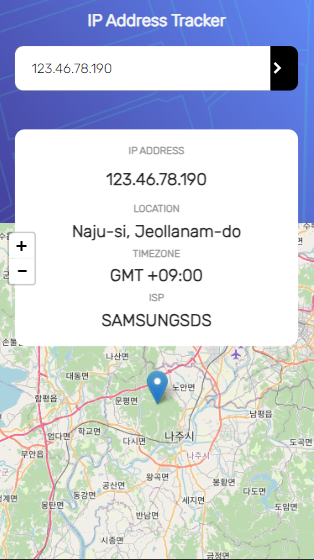 IP Address Tracker
123.46.78.190
IP ADDRESS
123.46.78.190
LOCATION
Naju-si, Jeollanam-do
TIMEZONE
GMT +09:00
ISP
SAMSUNGSDS
+
−
나산면
함평읍
문평면
노안면
남평읍
엄다면
학교면
다시면
나주시
나주시
도곡면
무안읍
왕곡면
공산면
봉황면
다도면
몽탄면
동강면
세지면
도암면
반남면
시종면
금정면